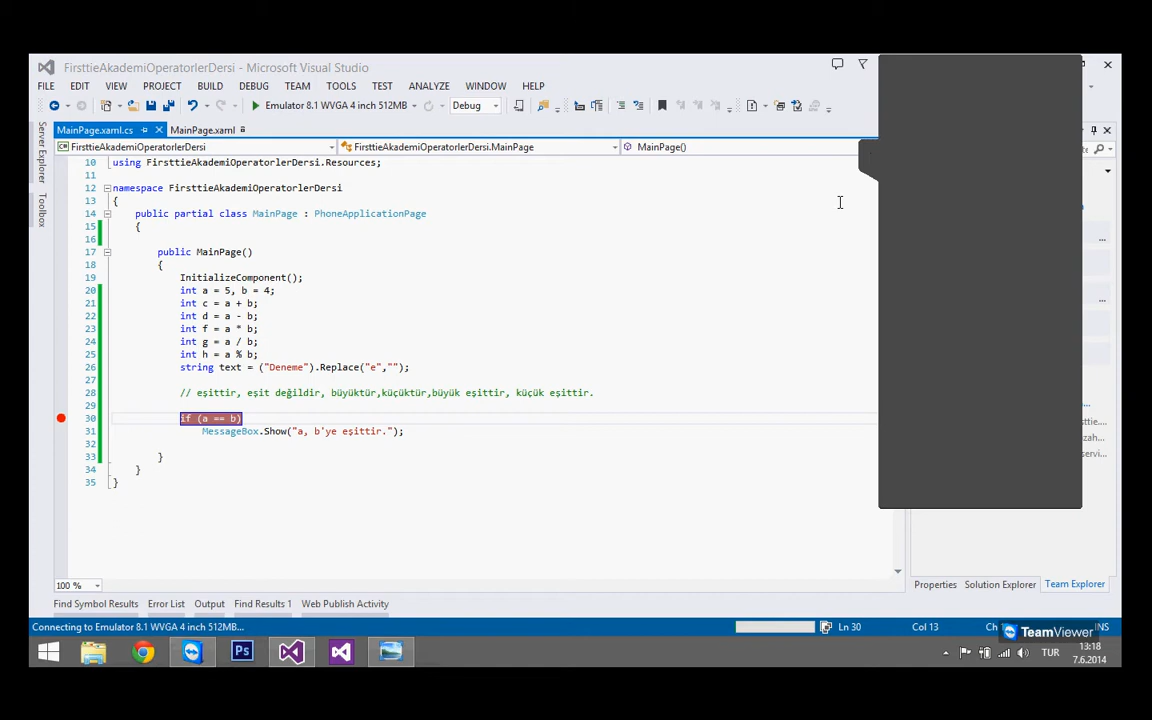 FirsttieAkademiOperatorlerDersi - Microsoft Visual Studio
FILE EDIT VIEW PROJECT BUILD DEBUG TEAM TOOLS TEST ANALYZE WINDOW HELP
Emulator 8.1 WVGA 4 inch 512MB Debug
MainPage.xaml.cs MainPage.xaml
FirsttieAkademiOperatorlerDersi FirsttieAkademiOperatorlerDersi.MainPage MainPage()
Server Explorer
Toolbox
10 using FirsttieAkademiOperatorlerDersi.Resources;
11
12 namespace FirsttieAkademiOperatorlerDersi
13 {
14 public partial class MainPage : PhoneApplicationPage
15 {
16
17 public MainPage()
18 {
19 InitializeComponent();
20 int a = 5, b = 4;
21 int c = a + b;
22 int d = a - b;
23 int f = a * b;
24 int g = a / b;
25 int h = a % b;
26 string text = ("Deneme").Replace("e","");
27
28 // eşittir, eşit değildir, büyüktür,küçüktür,büyük eşittir, küçük eşittir.
29
30 if (a == b)
31 MessageBox.Show("a, b'ye eşittir.");
32
33 }
34 }
35 }
100 %
Properties Solution Explorer Team Explorer
Find Symbol Results Error List Output Find Results 1 Web Publish Activity
Connecting to Emulator 8.1 WVGA 4 inch 512MB... Ln 30 Col 13 INS
TeamViewer
Ps
TUR
13:18
7.6.2014